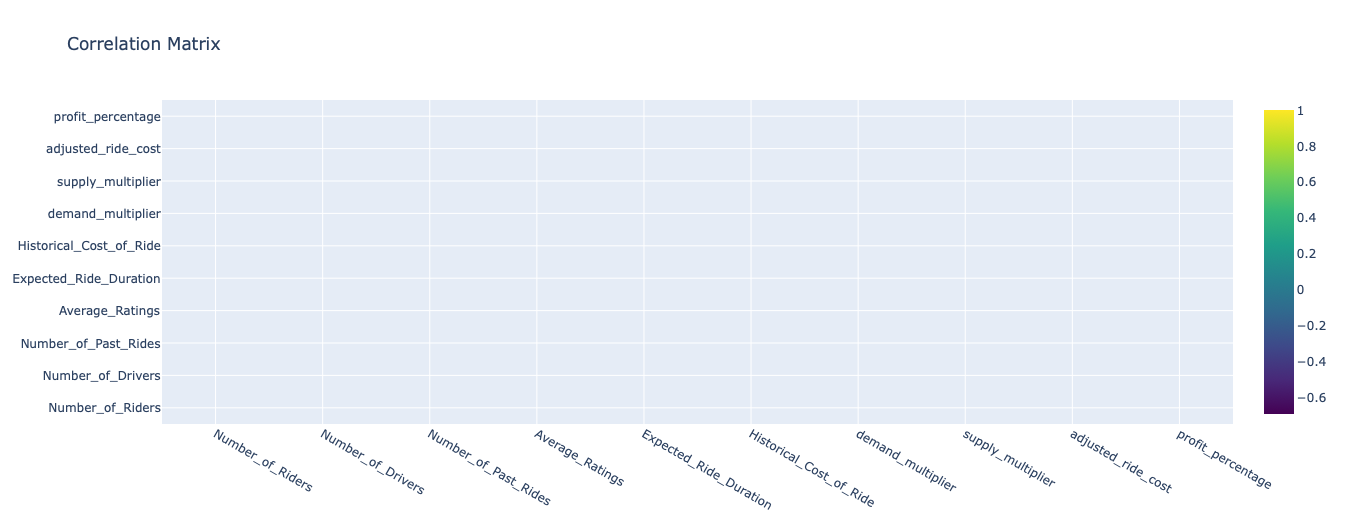 Correlation Matrix
profit_percentage
adjusted_ride_cost
supply_multiplier
demand_multiplier
Historical_Cost_of_Ride
Expected_Ride_Duration
Average_Ratings
Number_of_Past_Rides
Number_of_Drivers
Number_of_Riders
Number_of_Riders
Number_of_Drivers
Number_of_Past_Rides
Average_Ratings
Expected_Ride_Duration
Historical_Cost_of_Ride
demand_multiplier
supply_multiplier
adjusted_ride_cost
profit_percentage
1
0.8
0.6
0.4
0.2
0
−0.2
−0.4
−0.6